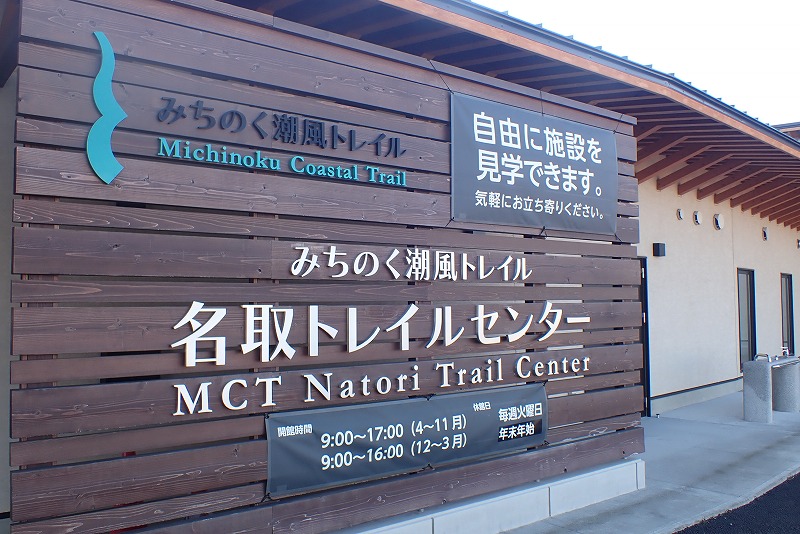 みちのく潮風トレイル
Michinoku Coastal Trail
自由に施設を
見学できます。
気軽にお立ち寄りください。
みちのく潮風トレイル
名取トレイルセンター
MCT Natori Trail Center
開館時間
9:00～17:00（4～11月）
9:00～16:00（12～3月）
休館日
毎週火曜日
年末年始